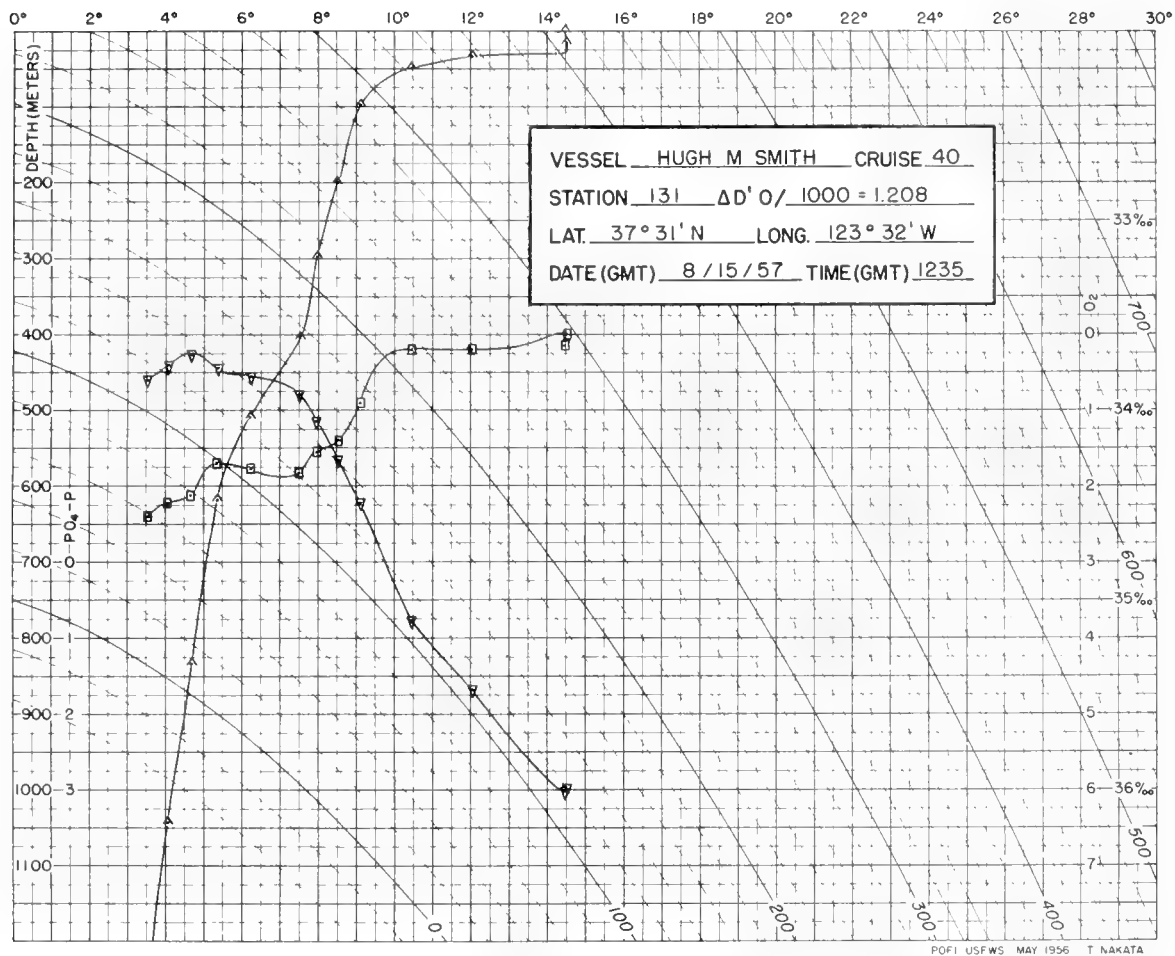 0° 4° 6° 8° 10° 12° 14° 16° 18° 20° 22° 24° 26° 28° 30°
DEPTH (METERS)
VESSEL HUGH M SMITH CRUISE 40
STATION 131 ΔD' 0/ 1000 = 1.208
LAT. 37° 31' N LONG. 123° 32' W
DATE (GMT) 8 / 15 / 57 TIME (GMT) 1235
200
33‰
300
O₂
400 0 700
500 1 34‰
600 2
PO₄-P
700 0 3 600
35‰
800 1 4
900 2 5
1000 3 6 36‰
500
1100 7
0 100 200 300 400
POFI USFWS MAY 1956 T NAKATA